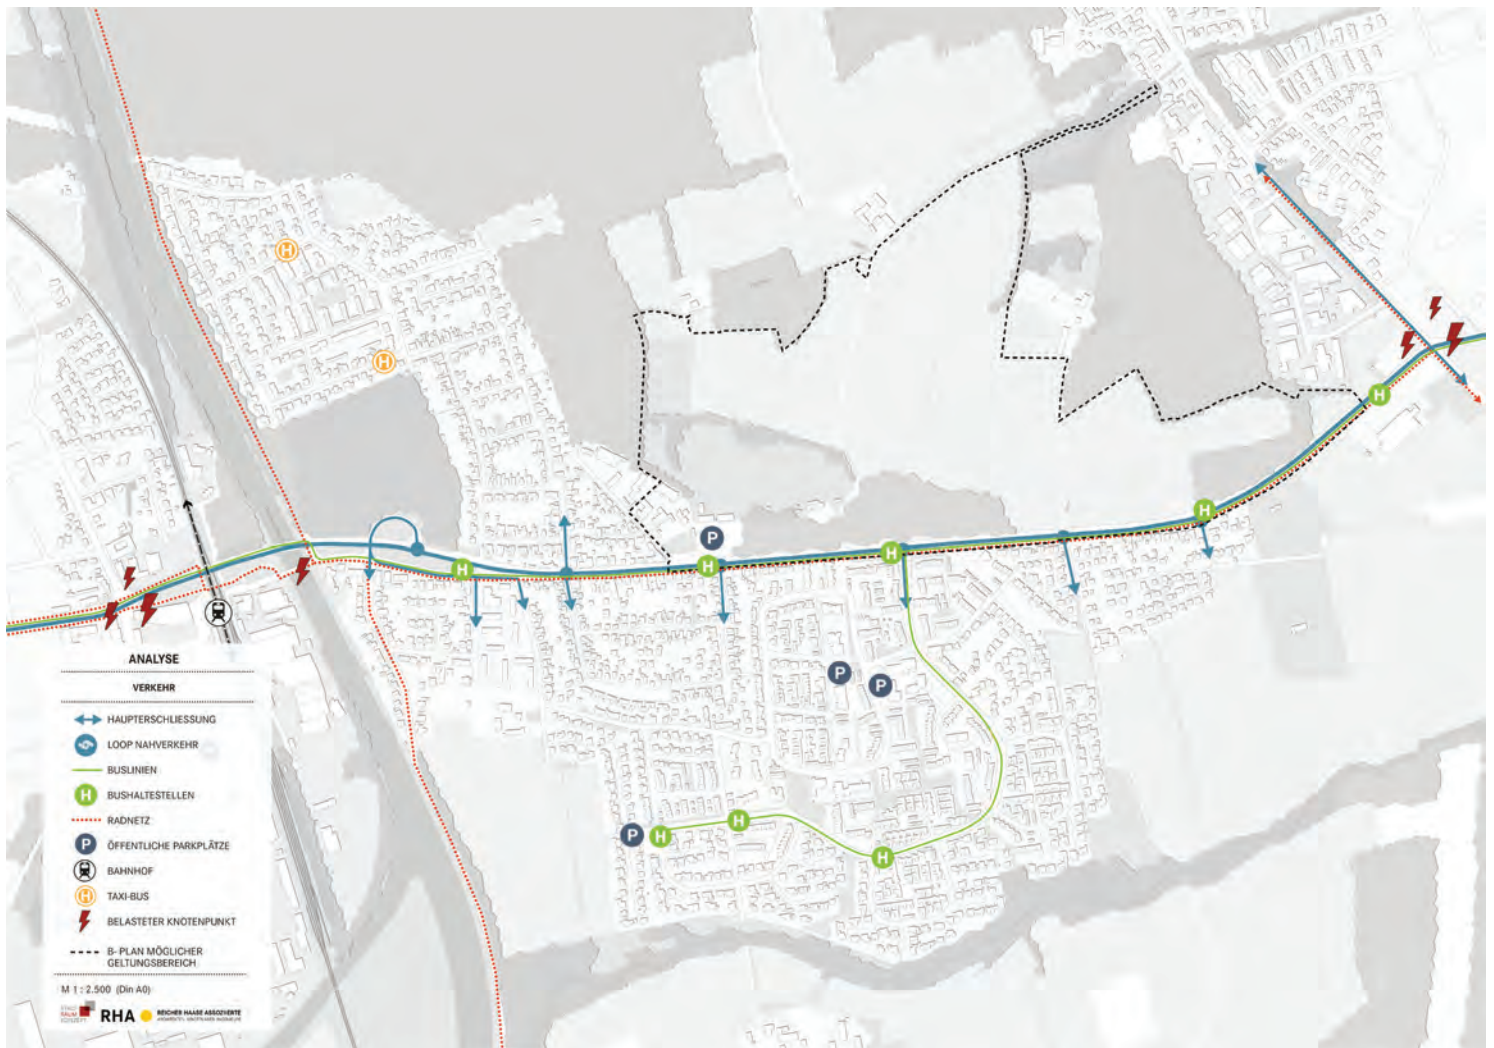 H
H
H
H
P
H
H
H
P
P
P
H
H
H
ANALYSE
VERKEHR
HAUPTERSCHLIESSUNG
LOOP NAHVERKEHR
BUSLINIEN
H BUSHALTESTELLEN
RADNETZ
P ÖFFENTLICHE PARKPLÄTZE
BAHNHOF
H TAXI-BUS
BELASTETER KNOTENPUNKT
B- PLAN MÖGLICHER
GELTUNGSBEREICH
M 1 : 2.500 (Din A0)
RHA
REICHER HAASE ASSOZIIERTE